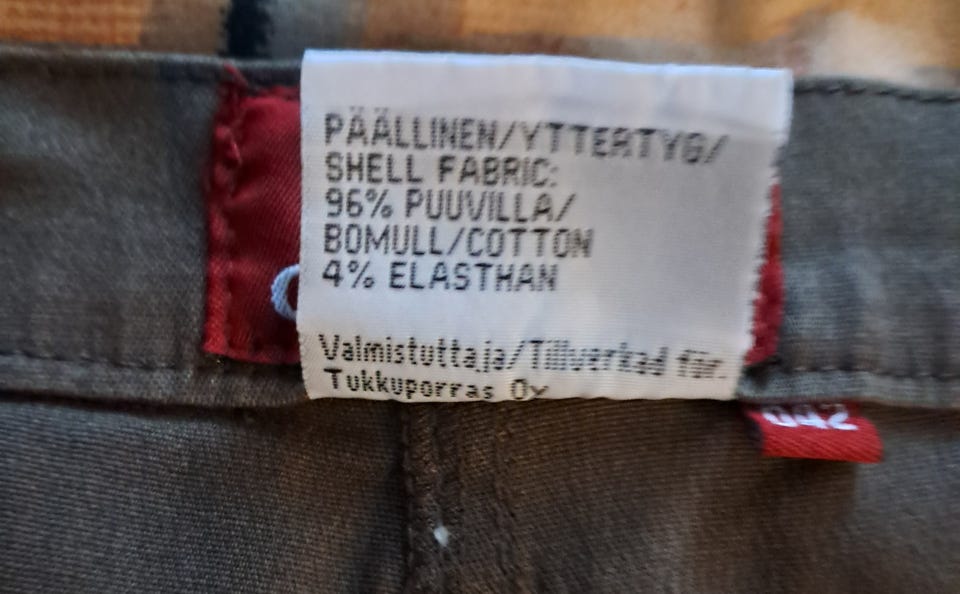 PÄÄLLINEN/YTTERTYG/
SHELL FABRIC:
96% PUUVILLA/
BOMULL/COTTON
4% ELASTHAN
Valmistuttaja/Tillverkad för:
Tukkuporras Oy